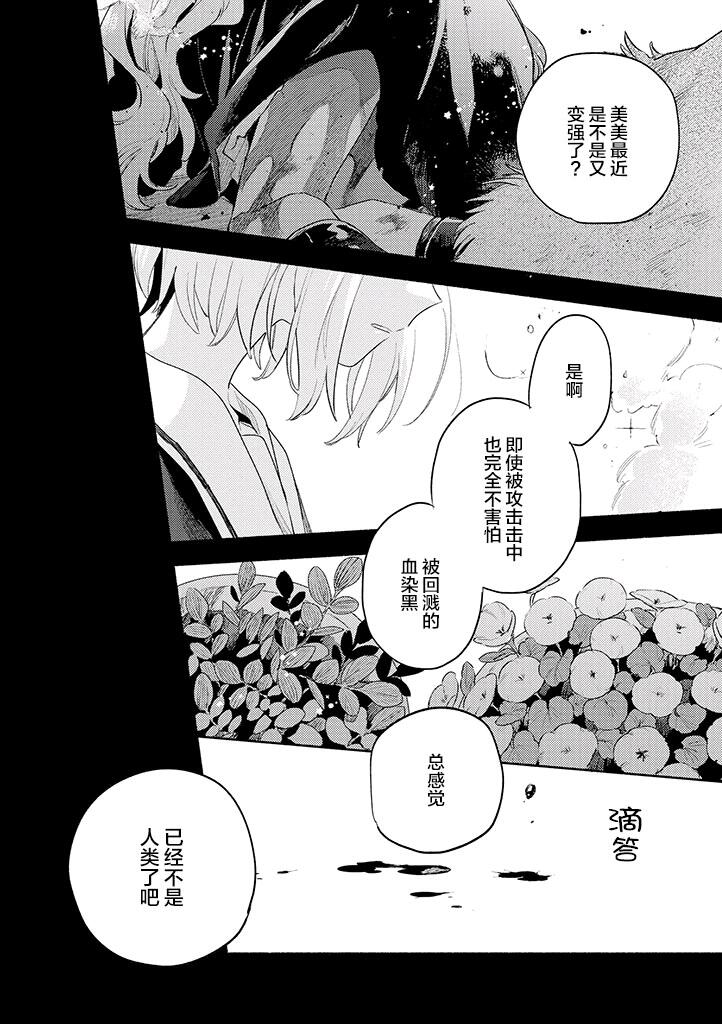 美美最近
是不是又
变强了？
是啊
即使被攻击击中
也完全不害怕
被回溅的
血染黑
总感觉
滴答
已经不是
人类了吧